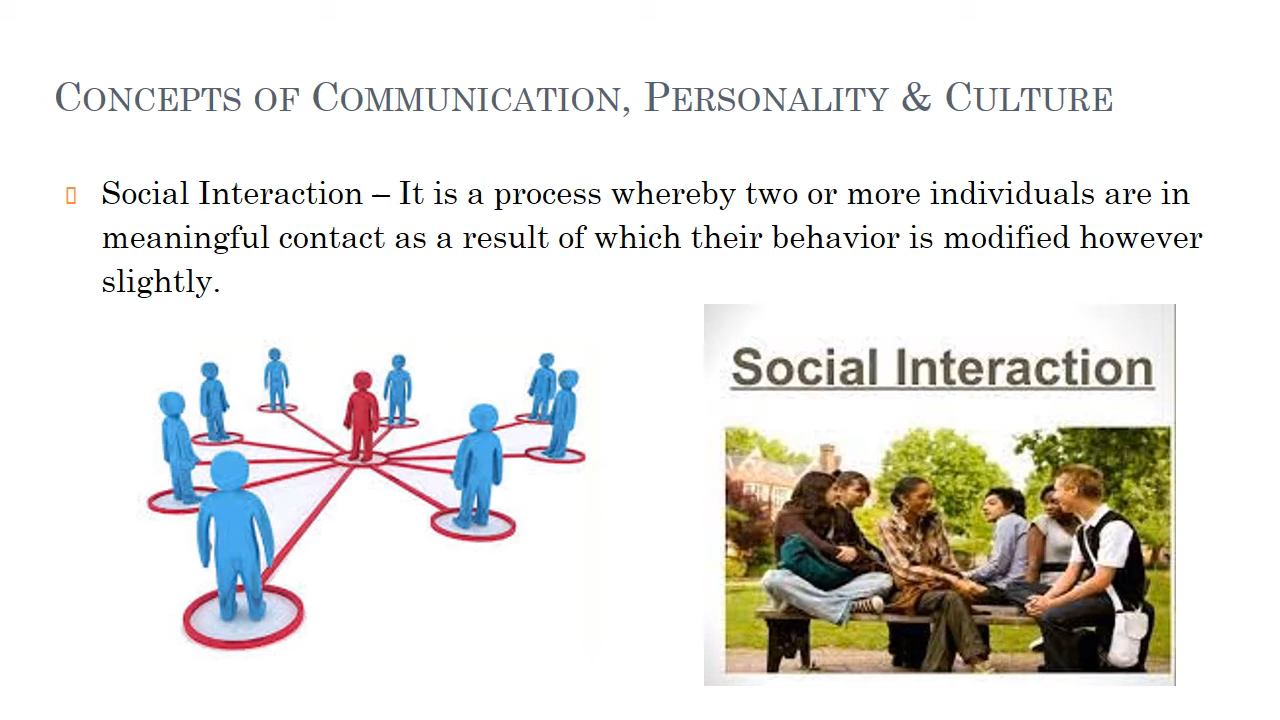 CONCEPTS OF COMMUNICATION, PERSONALITY & CULTURE
Social Interaction – It is a process whereby two or more individuals are in
meaningful contact as a result of which their behavior is modified however
slightly.
Social Interaction